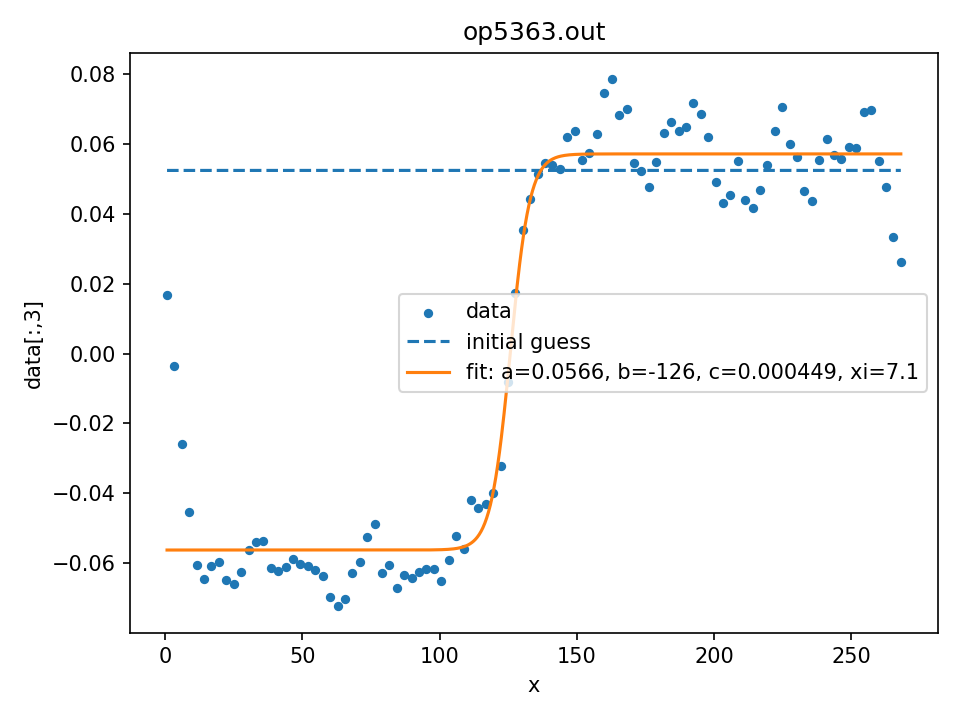 op5363.out
0.08
0.06
0.04
0.02
0.00
−0.02
−0.04
−0.06
data[:,3]
data
initial guess
fit: a=0.0566, b=-126, c=0.000449, xi=7.1
0 50 100 150 200 250
x